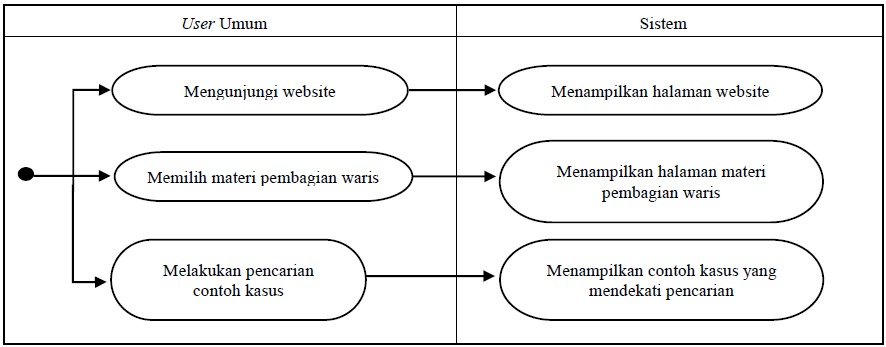 User Umum
Sistem
Mengunjungi website
Menampilkan halaman website
Memilih materi pembagian waris
Menampilkan halaman materi
pembagian waris
Melakukan pencarian
contoh kasus
Menampilkan contoh kasus yang
mendekati pencarian